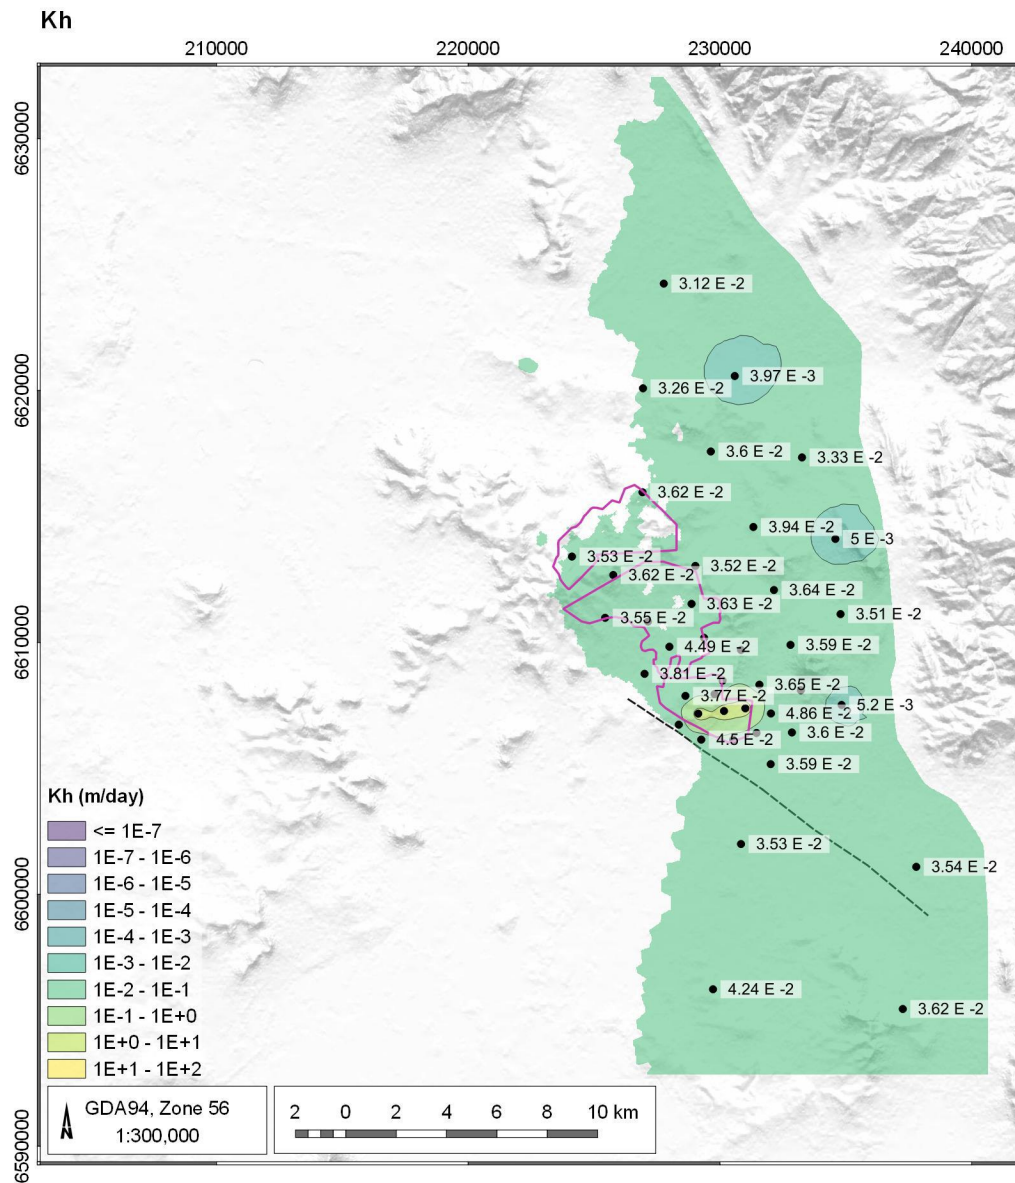 Kh
210000
220000
230000
240000
6630000
6620000
6610000
6600000
6590000
3.12 E -2
3.97 E -3
3.26 E -2
3.6 E -2
3.33 E -2
3.62 E -2
3.94 E -2
5 E -3
3.53 E -2
3.52 E -2
3.62 E -2
3.64 E -2
3.63 E -2
3.51 E -2
3.55 E -2
4.49 E -2
3.59 E -2
3.81 E -2
3.65 E -2
3.77 E -2
5.2 E -3
4.86 E -2
3.6 E -2
4.5 E -2
3.59 E -2
3.53 E -2
3.54 E -2
4.24 E -2
3.62 E -2
Kh (m/day)
<= 1E-7
1E-7 - 1E-6
1E-6 - 1E-5
1E-5 - 1E-4
1E-4 - 1E-3
1E-3 - 1E-2
1E-2 - 1E-1
1E-1 - 1E+0
1E+0 - 1E+1
1E+1 - 1E+2
N
GDA94, Zone 56
1:300,000
2 0 2 4 6 8 10 km